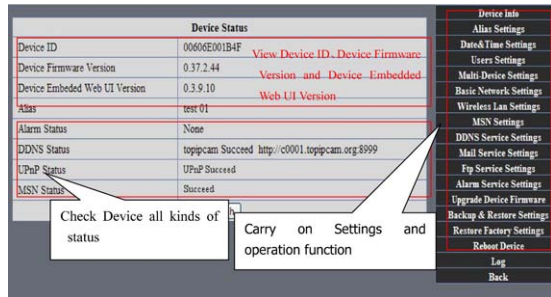 Device Status
Device ID 00606E001B4F
Device Firmware Version 0.37.2.44
Device Embeded Web UI Version 0.3.9.10
Alias test 01
View Device ID、Device Firmware
Version and Device Embedded
Web UI Version
Alarm Status None
DDNS Status topipcam Succeed http://c0001.topipcam.org:8999
UPnP Status UPnP Succeed
MSN Status Succeed
Check Device all kinds of
status
Carry on Settings and
operation function
Device Info
Alias Settings
Date&Time Settings
Users Settings
Multi-Device Settings
Basic Network Settings
Wireless Lan Settings
MSN Settings
DDNS Service Settings
Mail Service Settings
Ftp Service Settings
Alarm Service Settings
Upgrade Device Firmware
Backup & Restore Settings
Restore Factory Settings
Reboot Device
Log
Back